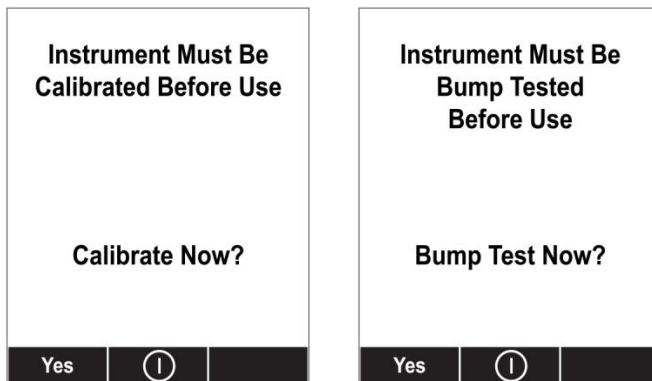 Instrument Must Be
Calibrated Before Use
Calibrate Now?
Yes
Instrument Must Be
Bump Tested
Before Use
Bump Test Now?
Yes